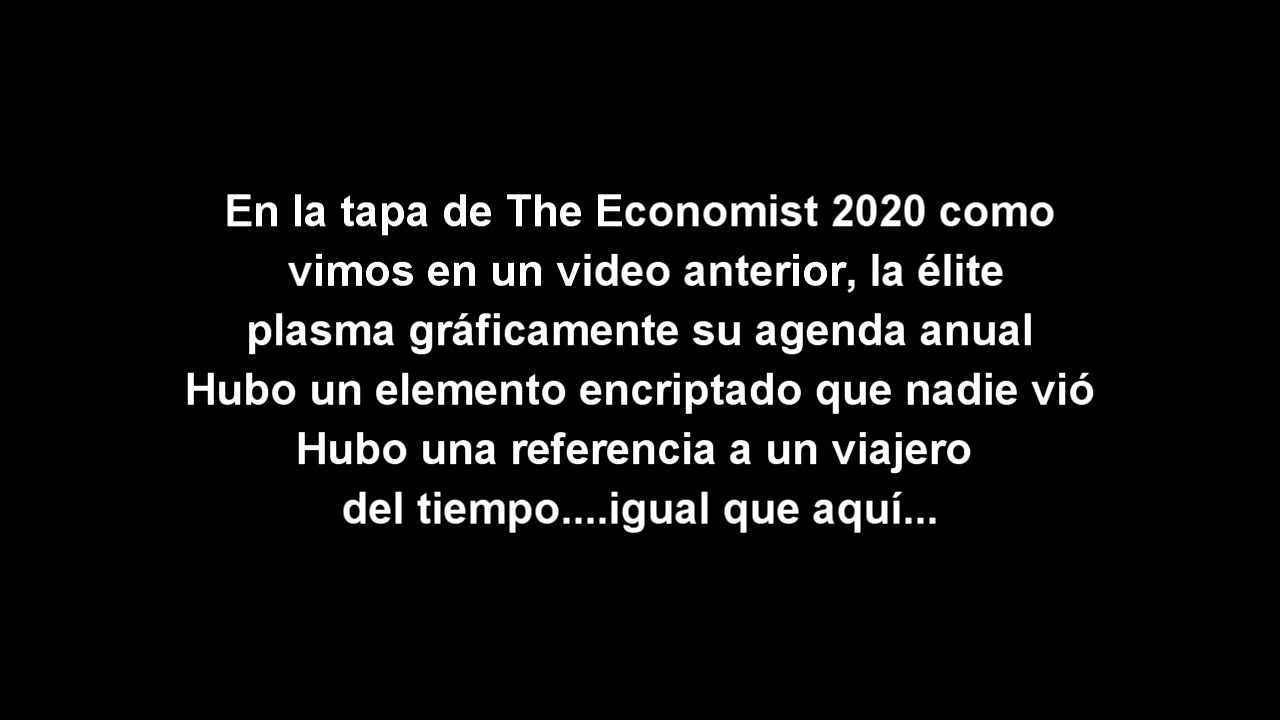 En la tapa de The Economist 2020 como
vimos en un video anterior, la élite
plasma gráficamente su agenda anual
Hubo un elemento encriptado que nadie vió
Hubo una referencia a un viajero
del tiempo....igual que aquí...